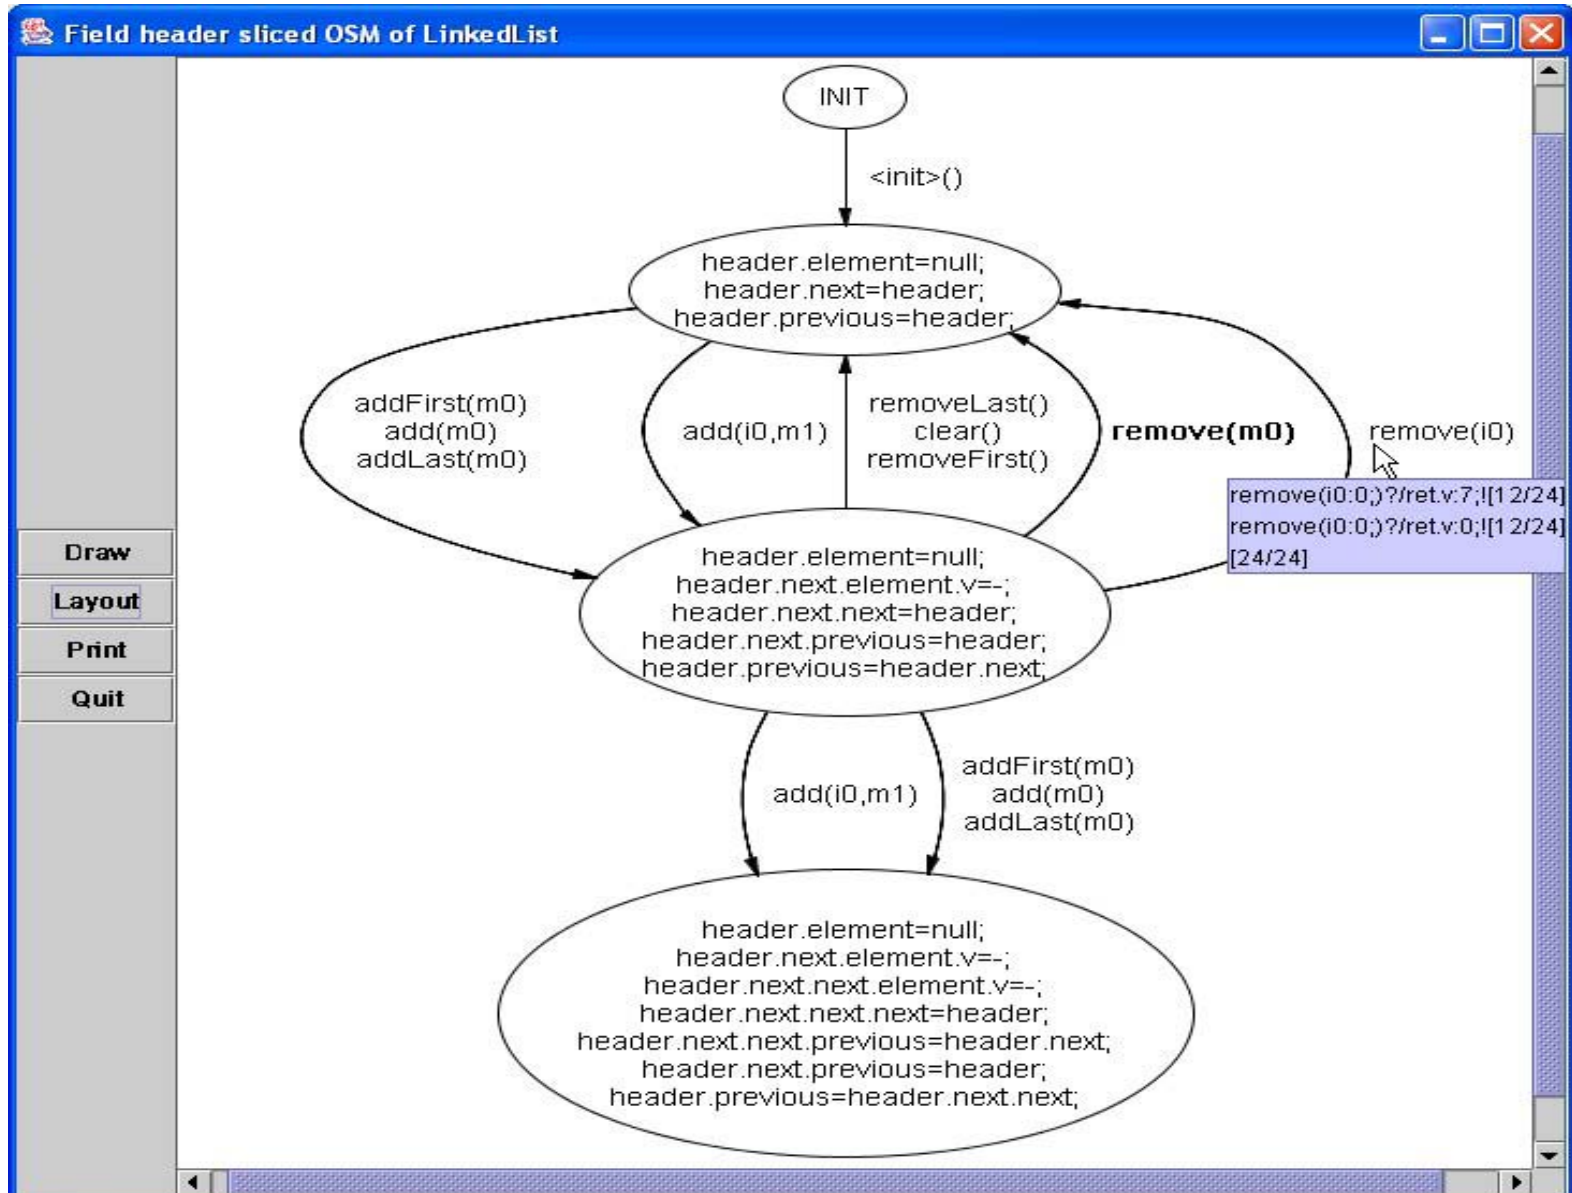 Field header sliced OSM of LinkedList
INIT
<init>()
header.element=null;
header.next=header;
header.previous=header;
addFirst(m0)
add(m0)
addLast(m0)
add(i0,m1)
removeLast()
clear()
removeFirst()
remove(m0)
remove(i0)
remove(i0:0;)?/ret.v:7;![12/24]
remove(i0:0;)?/ret.v:0;![12/24]
[24/24]
Draw
Layout
Print
Quit
header.element=null;
header.next.element.v=-;
header.next.next=header;
header.next.previous=header;
header.previous=header.next;
add(i0,m1)
addFirst(m0)
add(m0)
addLast(m0)
header.element=null;
header.next.element.v=-;
header.next.next.element.v=-;
header.next.next.next=header;
header.next.next.previous=header.next;
header.next.previous=header;
header.previous=header.next.next;